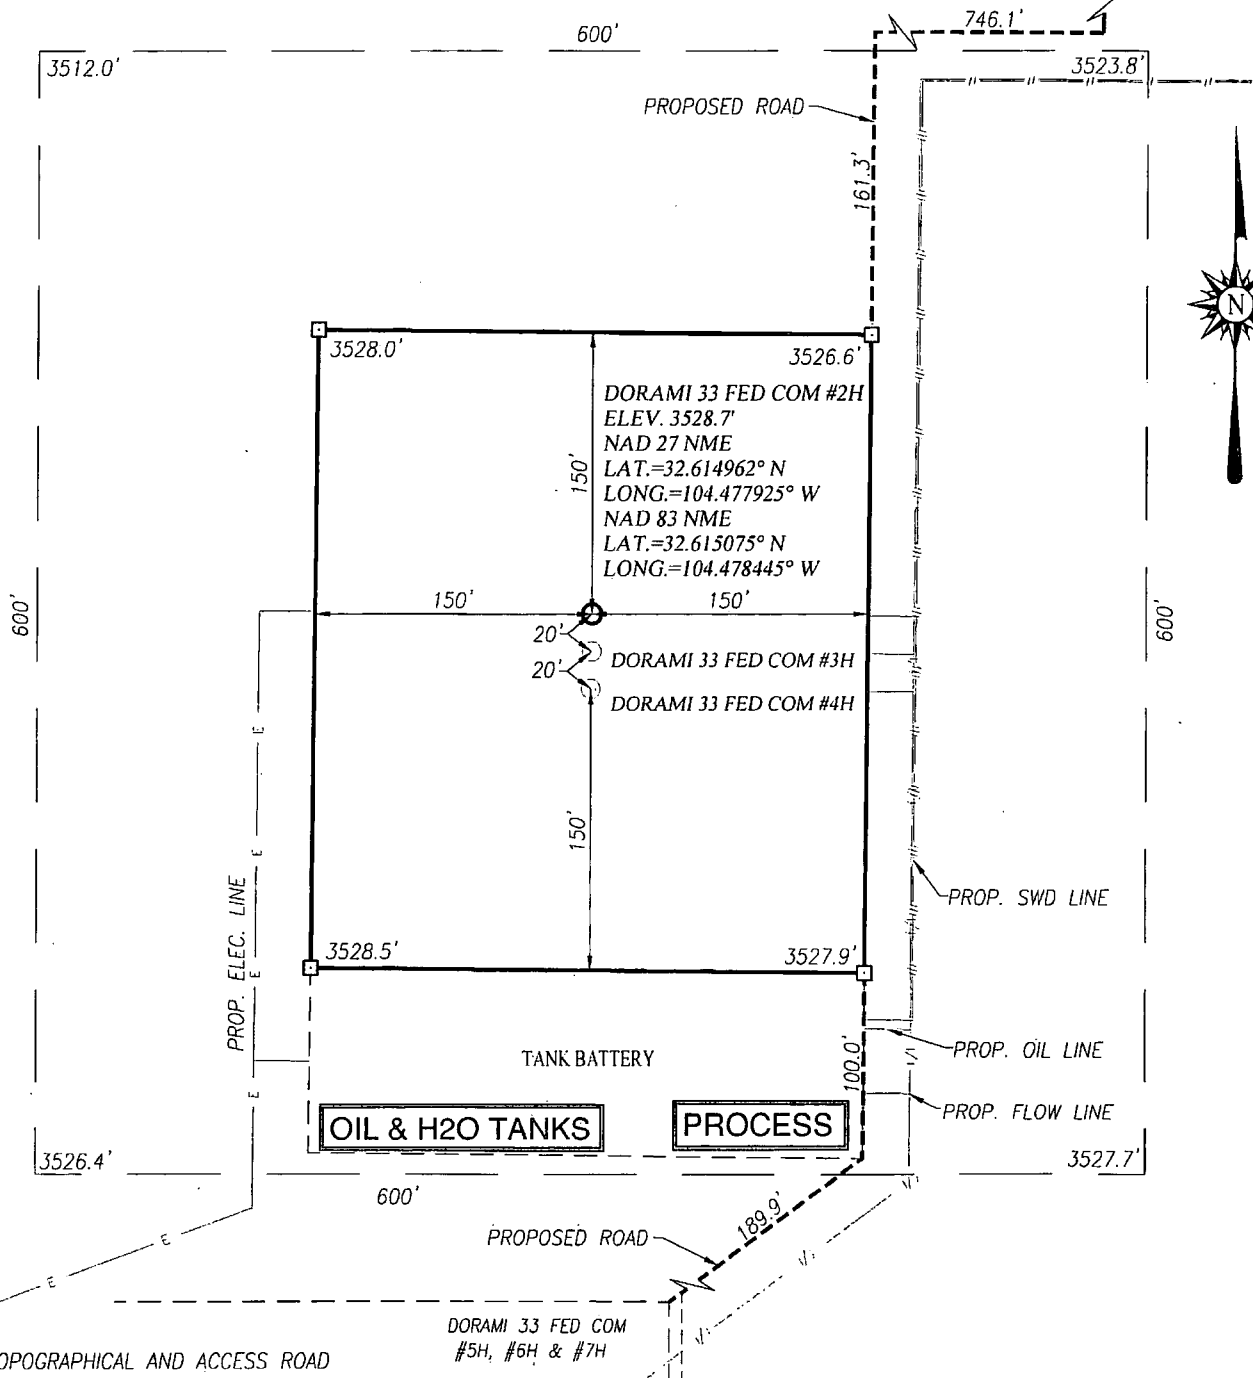 746.1'
600'
3512.0'
3523.8'
PROPOSED ROAD
161.3'
N
3528.0'
3526.6'
DORAMI 33 FED COM #2H
ELEV. 3528.7'
NAD 27 NME
LAT.=32.614962° N
LONG.=104.477925° W
NAD 83 NME
LAT.=32.615075° N
LONG.=104.478445° W
150'
150'
150'
600'
600'
20'
DORAMI 33 FED COM #3H
20'
DORAMI 33 FED COM #4H
E
150'
E
PROP. ELEC. LINE
PROP. SWD LINE
3528.5'
3527.9'
E
TANK BATTERY
100.0'
PROP. OIL LINE
E
PROP. FLOW LINE
OIL & H2O TANKS
PROCESS
3526.4'
3527.7'
600'
189.9'
PROPOSED ROAD
E
E
DORAMI 33 FED COM
#5H, #6H & #7H
OPOGRAPHICAL AND ACCESS ROAD